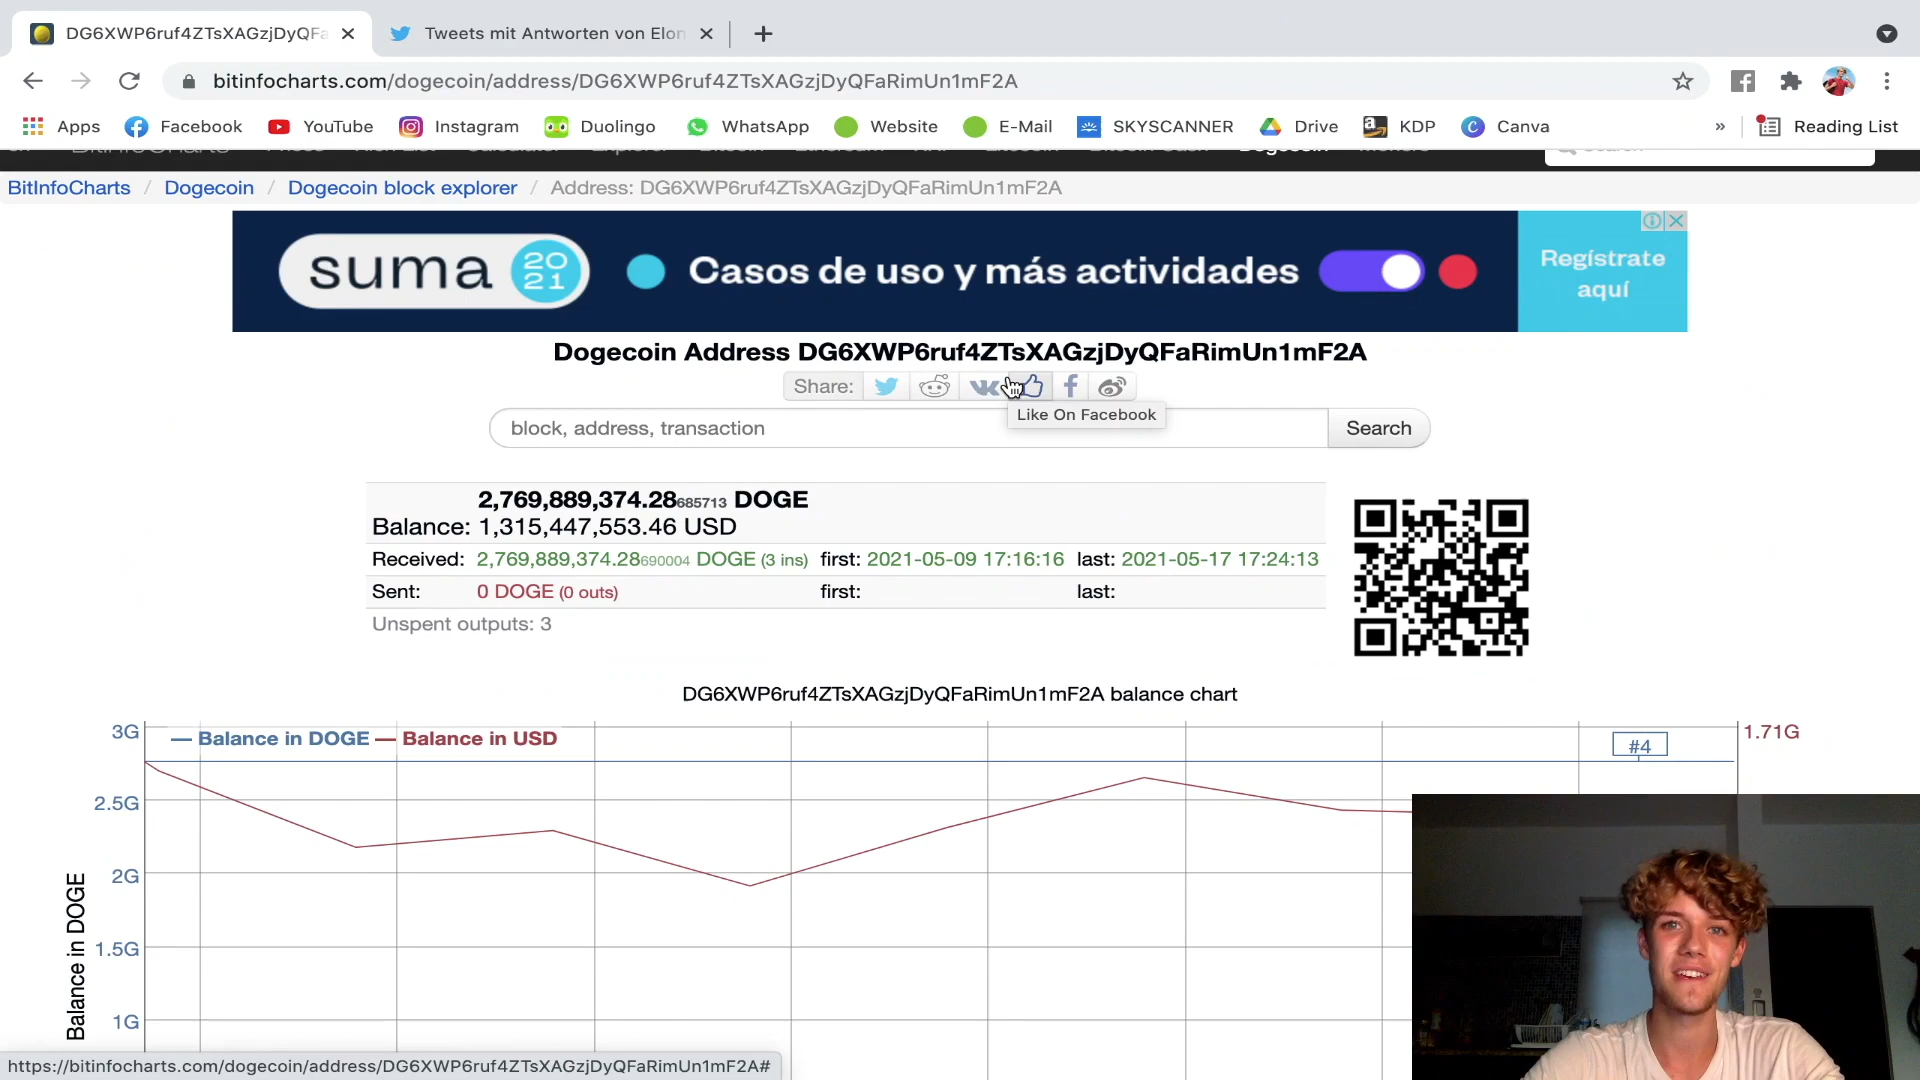 DG6XWP6ruf4ZTsXAGzjDyQFa
Tweets mit Antworten von Elon
bitinfocharts.com/dogecoin/address/DG6XWP6ruf4ZTsXAGzjDyQFaRimUn1mF2A
Apps Facebook YouTube Instagram Duolingo WhatsApp Website E-Mail SKYSCANNER Drive KDP Canva » Reading List
BitInfoCharts / Dogecoin / Dogecoin block explorer / Address: DG6XWP6ruf4ZTsXAGzjDyQFaRimUn1mF2A
suma 2021 Casos de uso y más actividades
Regístrate
aquí
Dogecoin Address DG6XWP6ruf4ZTsXAGzjDyQFaRimUn1mF2A
Share:
Like On Facebook
block, address, transaction Search
2,769,889,374.28685713 DOGE
Balance: 1,315,447,553.46 USD
Received: 2,769,889,374.28690004 DOGE (3 ins) first: 2021-05-09 17:16:16 last: 2021-05-17 17:24:13
Sent: 0 DOGE (0 outs) first: last:
Unspent outputs: 3
DG6XWP6ruf4ZTsXAGzjDyQFaRimUn1mF2A balance chart
3G — Balance in DOGE — Balance in USD #4 1.71G
2.5G
2G
1.5G
1G
Balance in DOGE
https://bitinfocharts.com/dogecoin/address/DG6XWP6ruf4ZTsXAGzjDyQFaRimUn1mF2A#